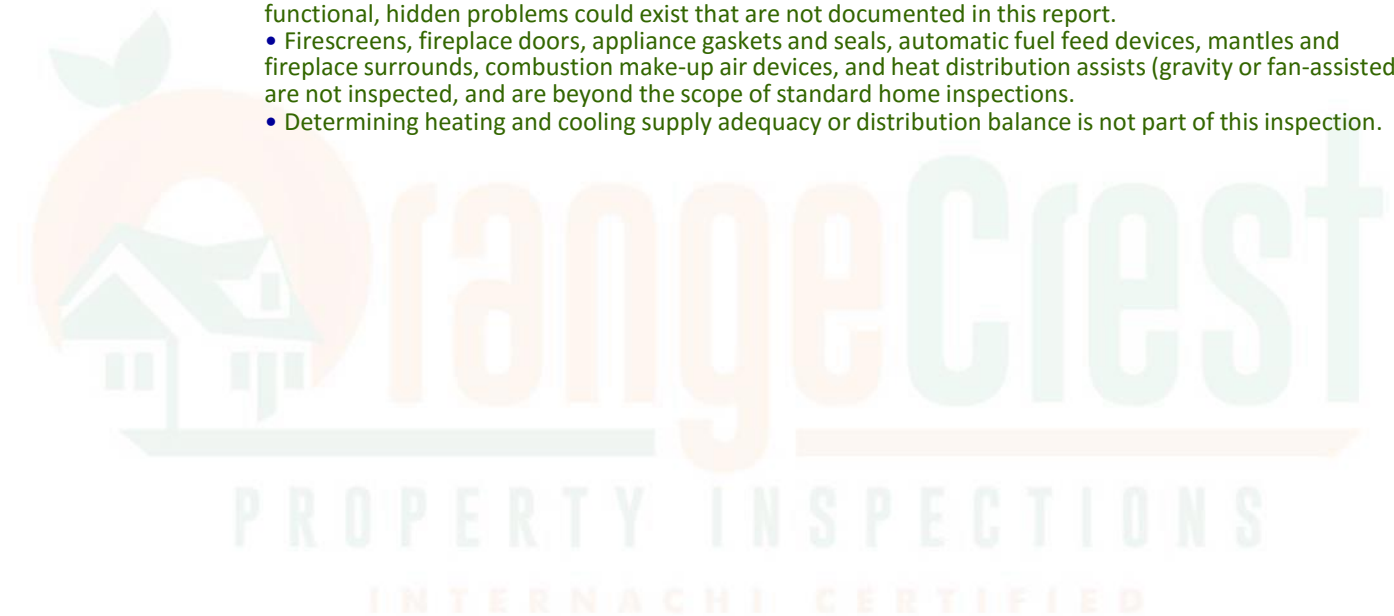 functional, hidden problems could exist that are not documented in this report.
• Firescreens, fireplace doors, appliance gaskets and seals, automatic fuel feed devices, mantles and
fireplace surrounds, combustion make-up air devices, and heat distribution assists (gravity or fan-assisted
are not inspected, and are beyond the scope of standard home inspections.
• Determining heating and cooling supply adequacy or distribution balance is not part of this inspection.
OrangeCrest
PROPERTY INSPECTIONS
INTERNACHI CERTIFIED